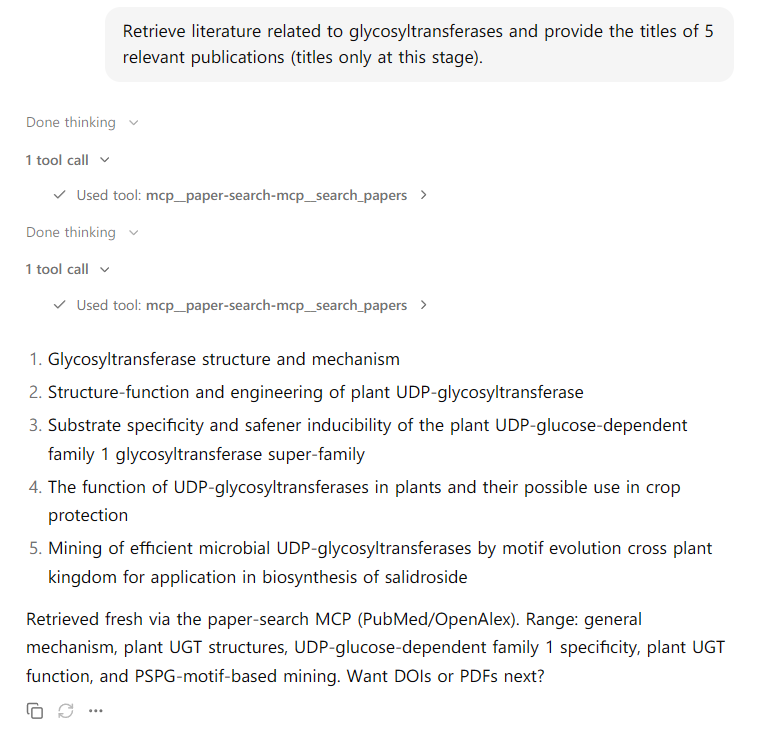 Retrieve literature related to glycosyltransferases and provide the titles of 5
relevant publications (titles only at this stage).
Done thinking
1 tool call
Used tool: mcp__paper-search-mcp__search_papers
Done thinking
1 tool call
Used tool: mcp__paper-search-mcp__search_papers
1. Glycosyltransferase structure and mechanism
2. Structure-function and engineering of plant UDP-glycosyltransferase
3. Substrate specificity and safener inducibility of the plant UDP-glucose-dependent
family 1 glycosyltransferase super-family
4. The function of UDP-glycosyltransferases in plants and their possible use in crop
protection
5. Mining of efficient microbial UDP-glycosyltransferases by motif evolution cross plant
kingdom for application in biosynthesis of salidroside
Retrieved fresh via the paper-search MCP (PubMed/OpenAlex). Range: general
mechanism, plant UGT structures, UDP-glucose-dependent family 1 specificity, plant UGT
function, and PSPG-motif-based mining. Want DOIs or PDFs next?